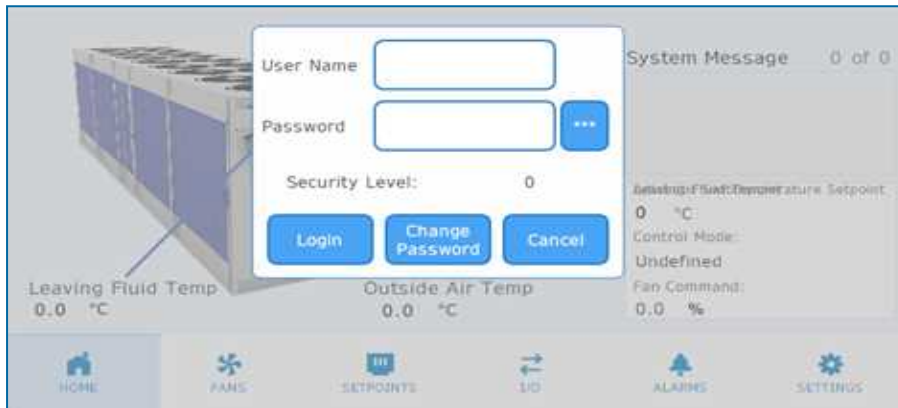 User Name
System Message 0 of 0
Password
...
Security Level: 0
Temperature Setpoint
0 °C
Login
Change
Password
Cancel
Control Mode:
Undefined
Leaving Fluid Temp
0.0 °C
Outside Air Temp
0.0 °C
Fan Command:
0.0 %
HOME
FANS
SETPOINTS
I/O
ALARMS
SETTINGS